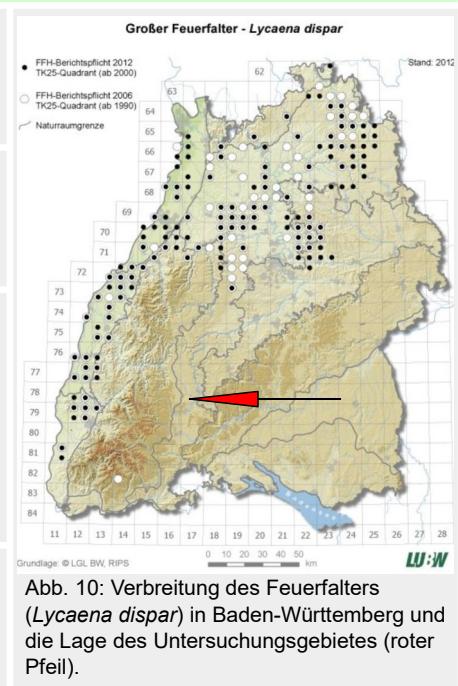 Großer Feuerfalter - Lycaena dispar
FFH-Berichtspflicht 2012
TK25-Quadrant (ab 2000)
FFH-Berichtspflicht 2006
TK25-Quadrant (ab 1990)
Naturraumgrenze
Stand: 2012
62
63
64
65
66
67
68
69
70
71
72
73
74
75
76
77
78
79
80
81
82
83
84
11 12 13 14 15 16 17 18 19 20 21 22 23 24 25 26 27 28
Grundlage: © LGL BW, RIPS
0 10 20 30 40 50
km
LUBW
Abb. 10: Verbreitung des Feuerfalters
(Lycaena dispar) in Baden-Württemberg und
die Lage des Untersuchungsgebietes (roter
Pfeil).